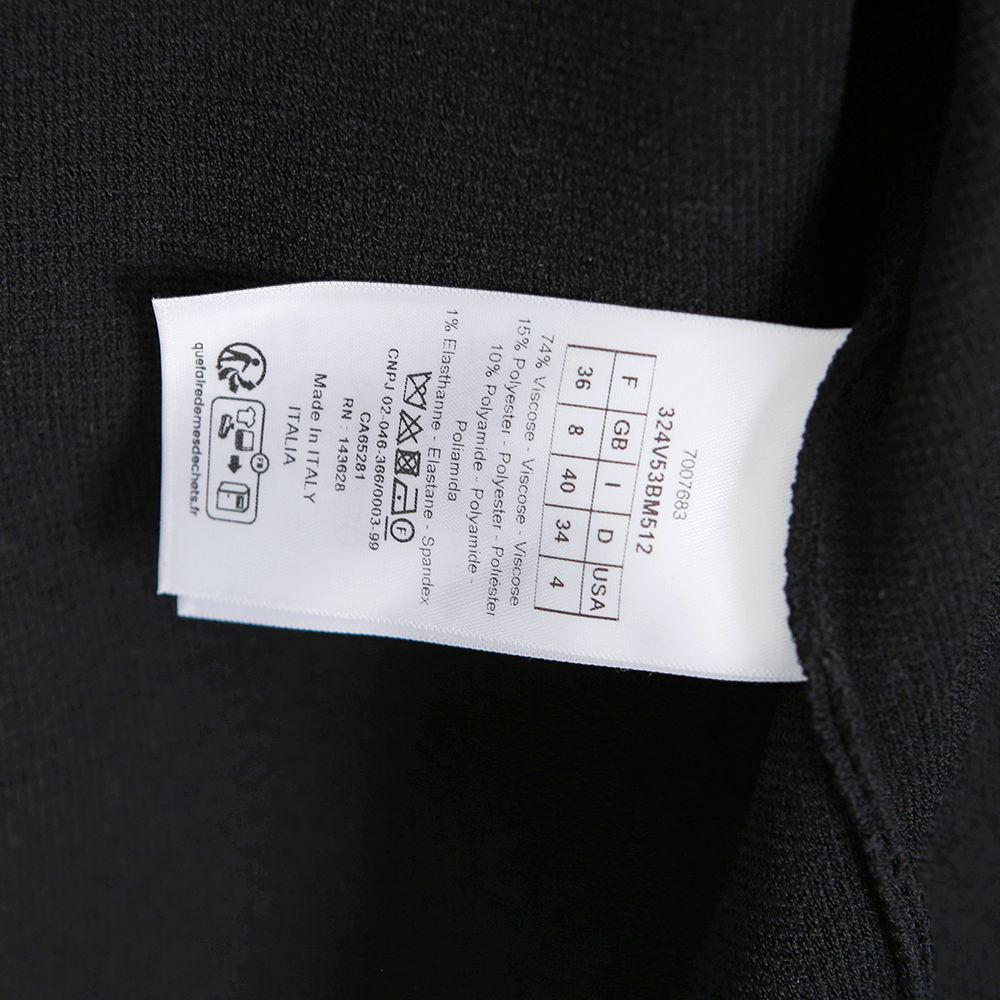 7007683
324V53BM512
F GB I D USA
36 8 40 34 4
74% Viscose - Viscose
15% Polyester - Polyester
10% Polyamide - Poliéster
Polyamide -
Poliamida
1% Elasthanne - Elastane - Spandex
F
CNPJ 02-046-366/0003-99
CA65281
RN : 143628
Made In ITALY
ITALIA
FR
quefairedemesdechets.fr